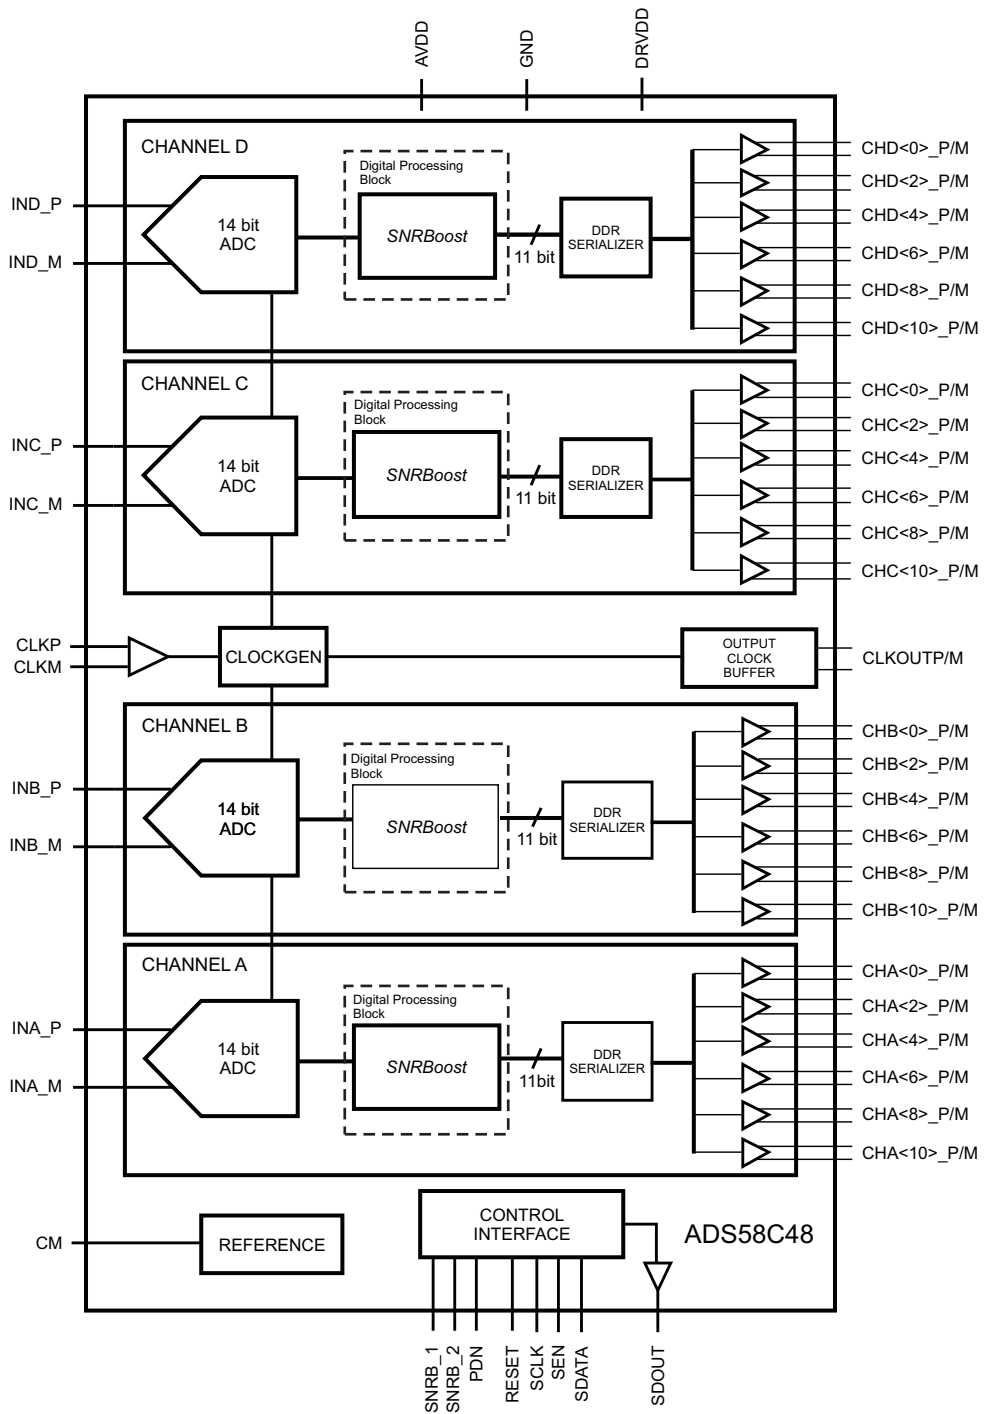 AVDD
GND
DRVDD
CHANNEL D
IND_P
IND_M
14 bit
ADC
Digital Processing
Block
SNRBoost
11 bit
DDR
SERIALIZER
CHD<0>_P/M
CHD<2>_P/M
CHD<4>_P/M
CHD<6>_P/M
CHD<8>_P/M
CHD<10>_P/M
CHANNEL C
INC_P
INC_M
14 bit
ADC
Digital Processing
Block
SNRBoost
11 bit
DDR
SERIALIZER
CHC<0>_P/M
CHC<2>_P/M
CHC<4>_P/M
CHC<6>_P/M
CHC<8>_P/M
CHC<10>_P/M
CLKP
CLKM
CLOCKGEN
OUTPUT
CLOCK
BUFFER
CLKOUTP/M
CHANNEL B
INB_P
INB_M
14 bit
ADC
Digital Processing
Block
SNRBoost
11 bit
DDR
SERIALIZER
CHB<0>_P/M
CHB<2>_P/M
CHB<4>_P/M
CHB<6>_P/M
CHB<8>_P/M
CHB<10>_P/M
CHANNEL A
INA_P
INA_M
14 bit
ADC
Digital Processing
Block
SNRBoost
11bit
DDR
SERIALIZER
CHA<0>_P/M
CHA<2>_P/M
CHA<4>_P/M
CHA<6>_P/M
CHA<8>_P/M
CHA<10>_P/M
CM
REFERENCE
CONTROL
INTERFACE
ADS58C48
SNRB_1
SNRB_2
PDN
RESET
SCLK
SEN
SDATA
SDOUT